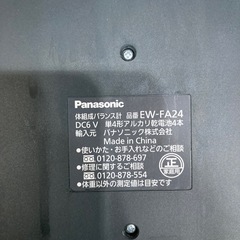 Panasonic
体組成バランス計 品番 EW-FA24
DC6 V 単4形アルカリ乾電池4本
輸入元 パナソニック株式会社
Made in China
●使いかた・お手入れなどのご相談
0120-878-697
●修理に関するご相談
0120-878-554
●体重以外の測定値は目安です
正
家庭用